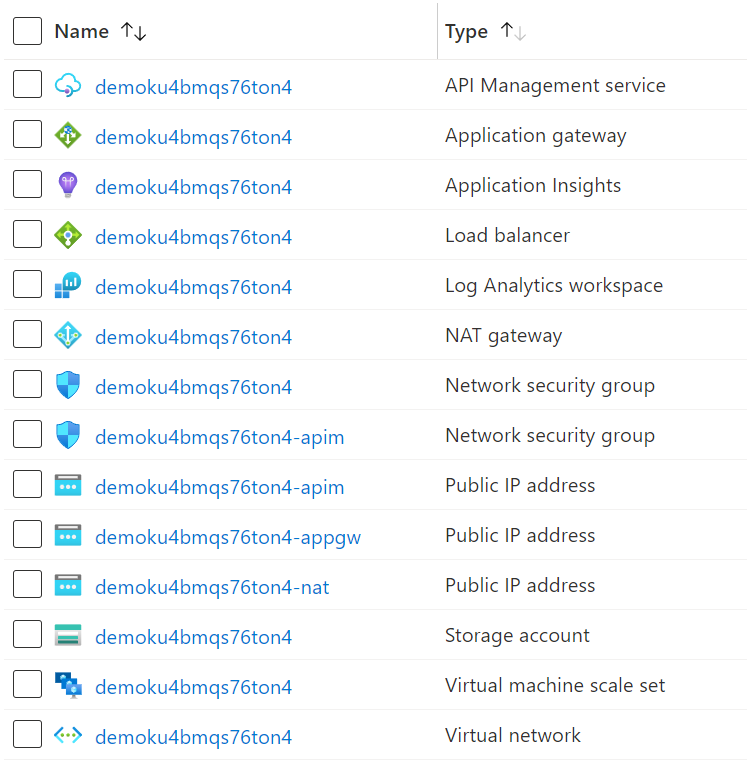 Name Type
demoku4bmqs76ton4 API Management service
demoku4bmqs76ton4 Application gateway
demoku4bmqs76ton4 Application Insights
demoku4bmqs76ton4 Load balancer
demoku4bmqs76ton4 Log Analytics workspace
demoku4bmqs76ton4 NAT gateway
demoku4bmqs76ton4 Network security group
demoku4bmqs76ton4-apim Network security group
demoku4bmqs76ton4-apim Public IP address
demoku4bmqs76ton4-appgw Public IP address
demoku4bmqs76ton4-nat Public IP address
demoku4bmqs76ton4 Storage account
demoku4bmqs76ton4 Virtual machine scale set
demoku4bmqs76ton4 Virtual network